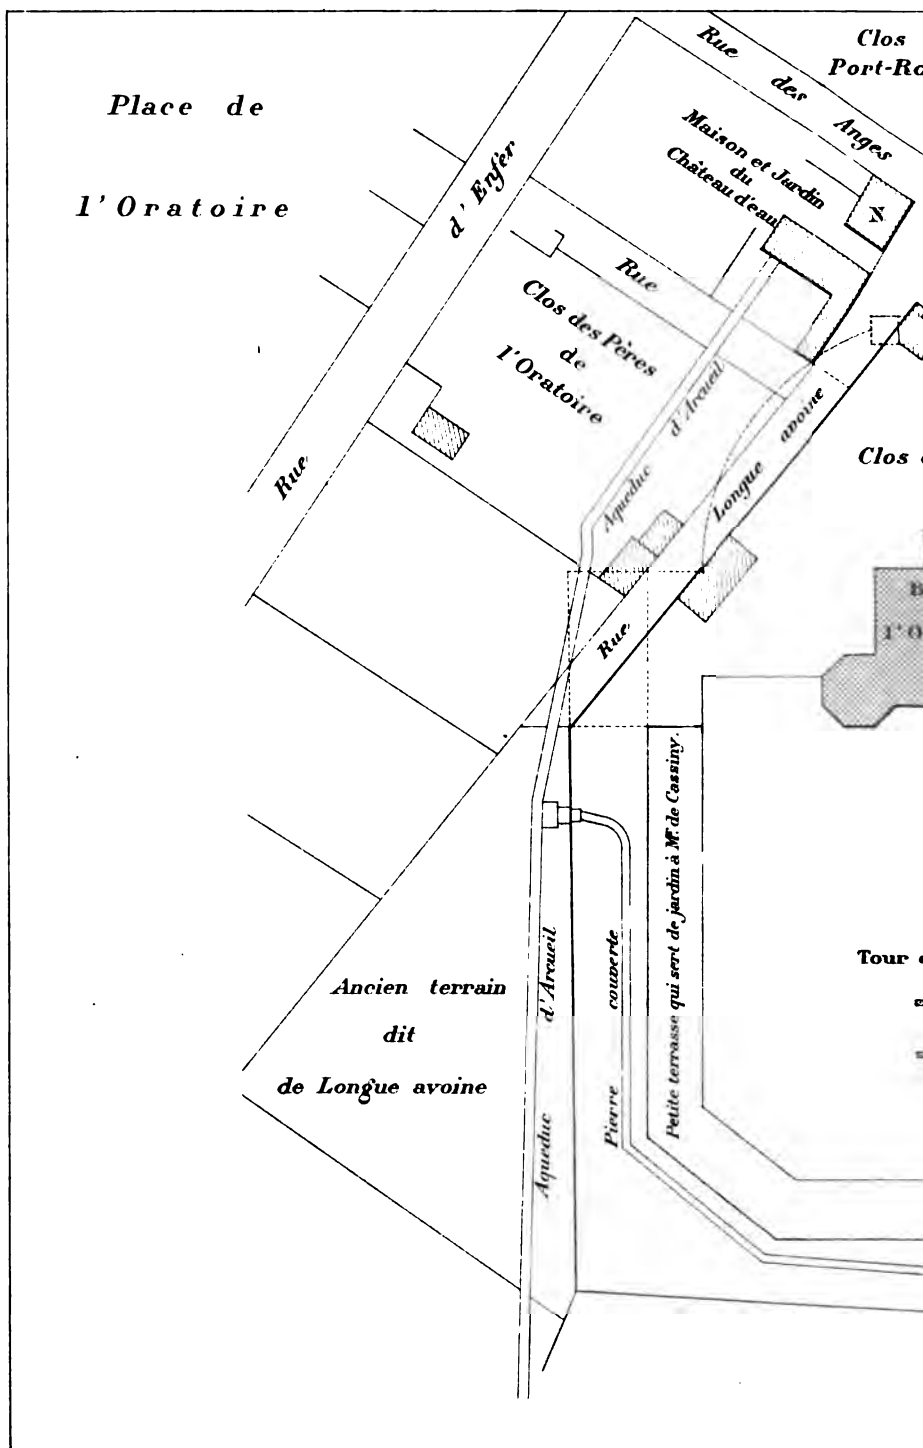 Place de
l'Oratoire
Rue d'Enfer
Rue des Anges
Clos
Port-Ro
Maison et Jardin
du
Château d'eau
N
Rue
Clos des Pères
de
l'Oratoire
Aqueduc d'Arcueil
Rue Longue avoine
Clos
B
l'O
Petite terrasse qui sert de jardin à Mr. de Cassiny.
Tour
Ancien terrain
dit
de Longue avoine
Aqueduc d'Arcueil
Pierre couverte